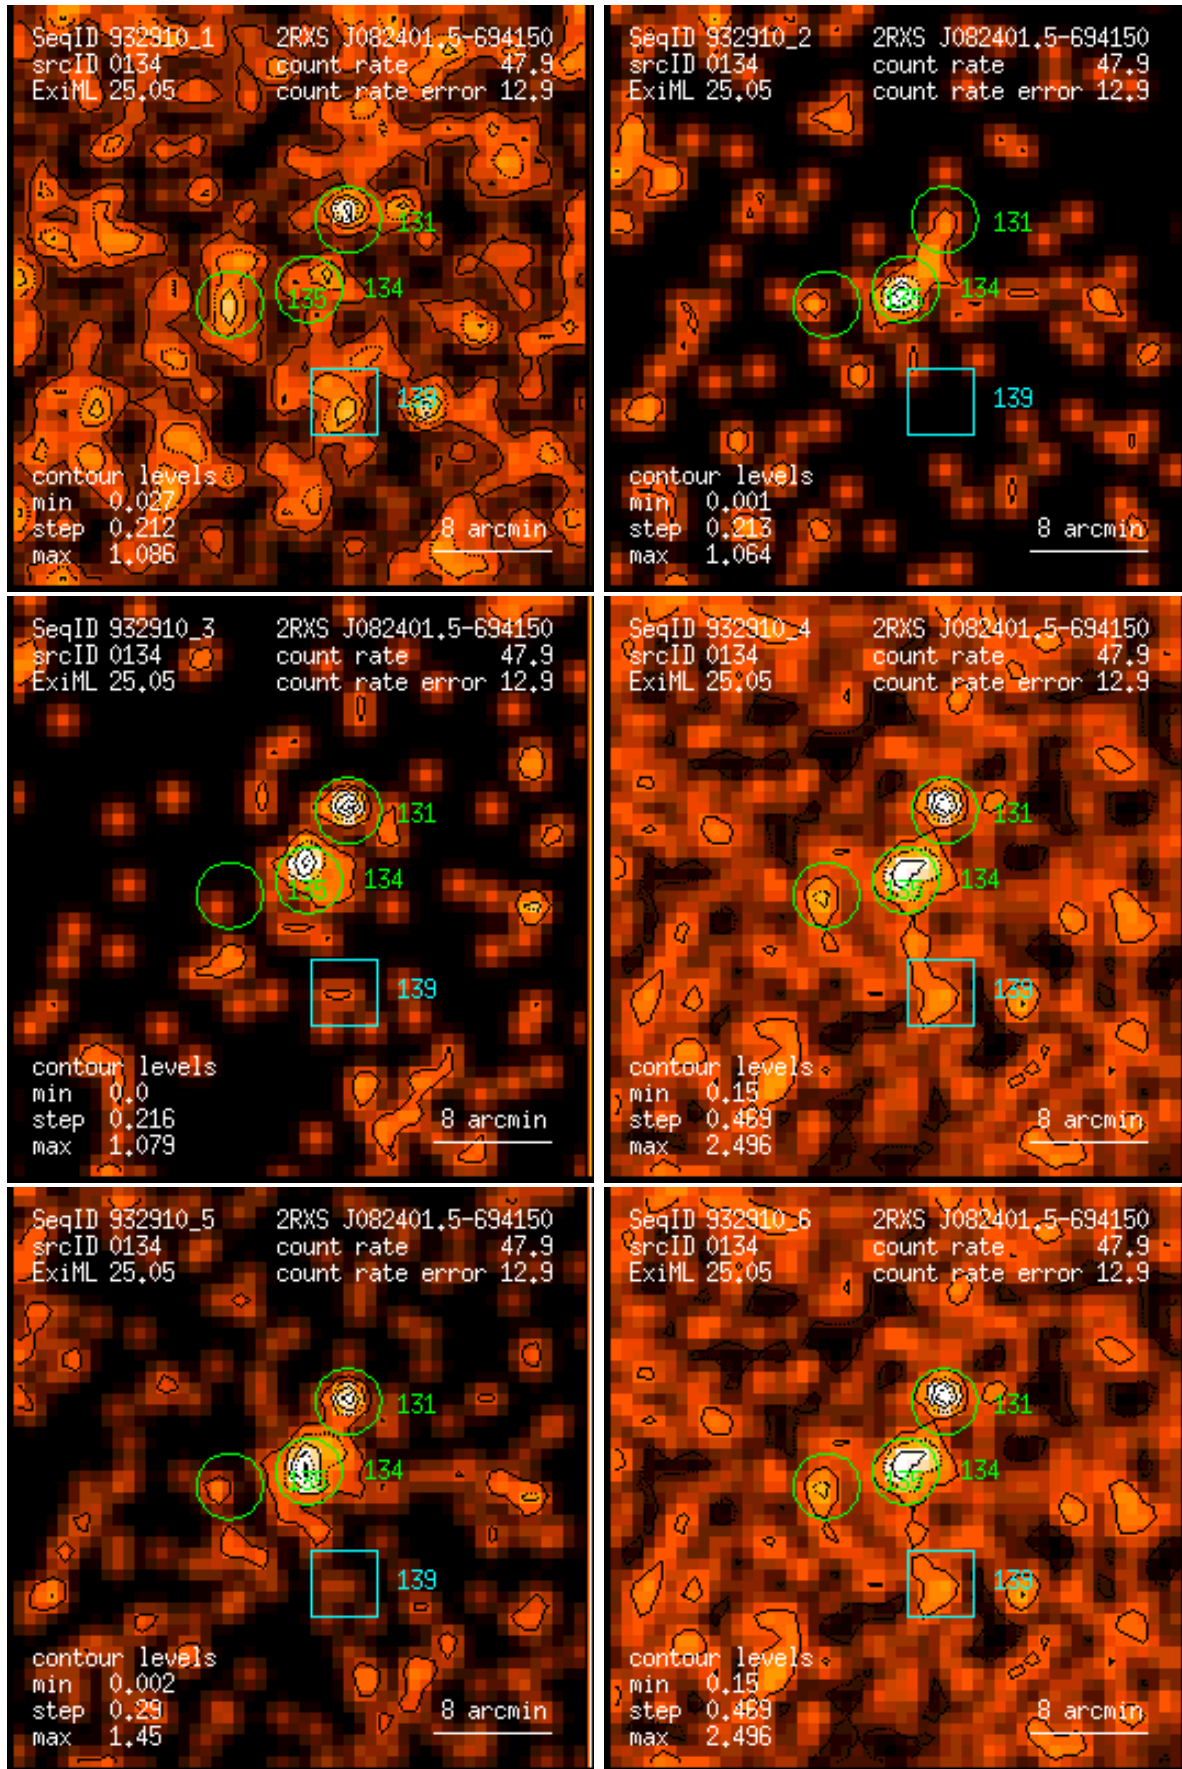 SeqID 932910_1 2RXS J082401.5-694150
srcID 0134 count rate 47.9
ExiML 25.05 count rate error 12.9
131
135 134
139
contour levels
min 0.027
step 0.212 8 arcmin
max 1.086
SeqID 932910_2 2RXS J082401.5-694150
srcID 0134 count rate 47.9
ExiML 25.05 count rate error 12.9
131
135 134
139
contour levels
min 0.001
step 0.213 8 arcmin
max 1.064
SeqID 932910_3 2RXS J082401.5-694150
srcID 0134 count rate 47.9
ExiML 25.05 count rate error 12.9
131
135 134
139
contour levels
min 0.0
step 0.216 8 arcmin
max 1.079
SeqID 932910_4 2RXS J082401.5-694150
srcID 0134 count rate 47.9
ExiML 25.05 count rate error 12.9
131
135 134
139
contour levels
min 0.15
step 0.469 8 arcmin
max 2.496
SeqID 932910_5 2RXS J082401.5-694150
srcID 0134 count rate 47.9
ExiML 25.05 count rate error 12.9
131
135 134
139
contour levels
min 0.002
step 0.29 8 arcmin
max 1.45
SeqID 932910_6 2RXS J082401.5-694150
srcID 0134 count rate 47.9
ExiML 25.05 count rate error 12.9
131
135 134
139
contour levels
min 0.15
step 0.469 8 arcmin
max 2.496